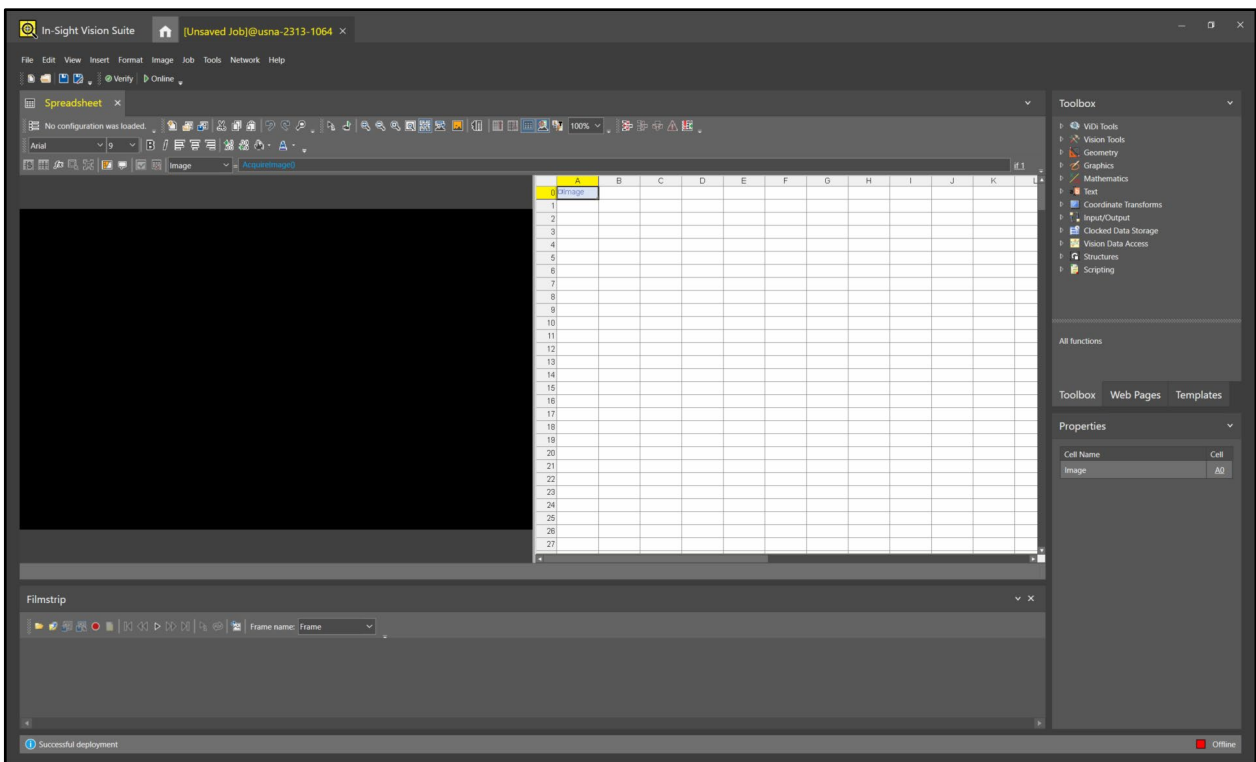 In-Sight Vision Suite [Unsaved Job]@usna-2313-1064
File Edit View Insert Format Image Job Tools Network Help
Verify Online
Spreadsheet
No configuration was loaded. 100%
Arial 9 B I
Image = AcquireImage()
A B C D E F G H I J K L
0 Image
1
2
3
4
5
6
7
8
9
10
11
12
13
14
15
16
17
18
19
20
21
22
23
24
25
26
27
Toolbox
ViDi Tools
Vision Tools
Geometry
Graphics
Mathematics
Text
Coordinate Transforms
Input/Output
Clocked Data Storage
Vision Data Access
Structures
Scripting
All functions
Toolbox Web Pages Templates
Properties
Cell Name Cell
Image A0
Filmstrip
Frame name: Frame
Successful deployment
Offline